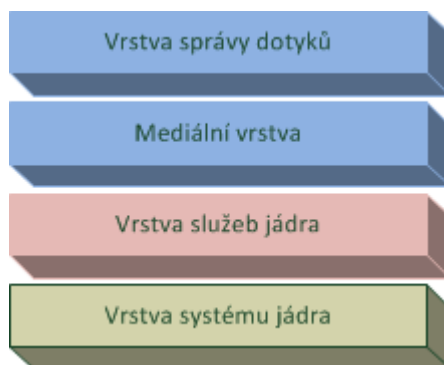 Vrstva správy dotyků
Mediální vrstva
Vrstva služeb jádra
Vrstva systému jádra